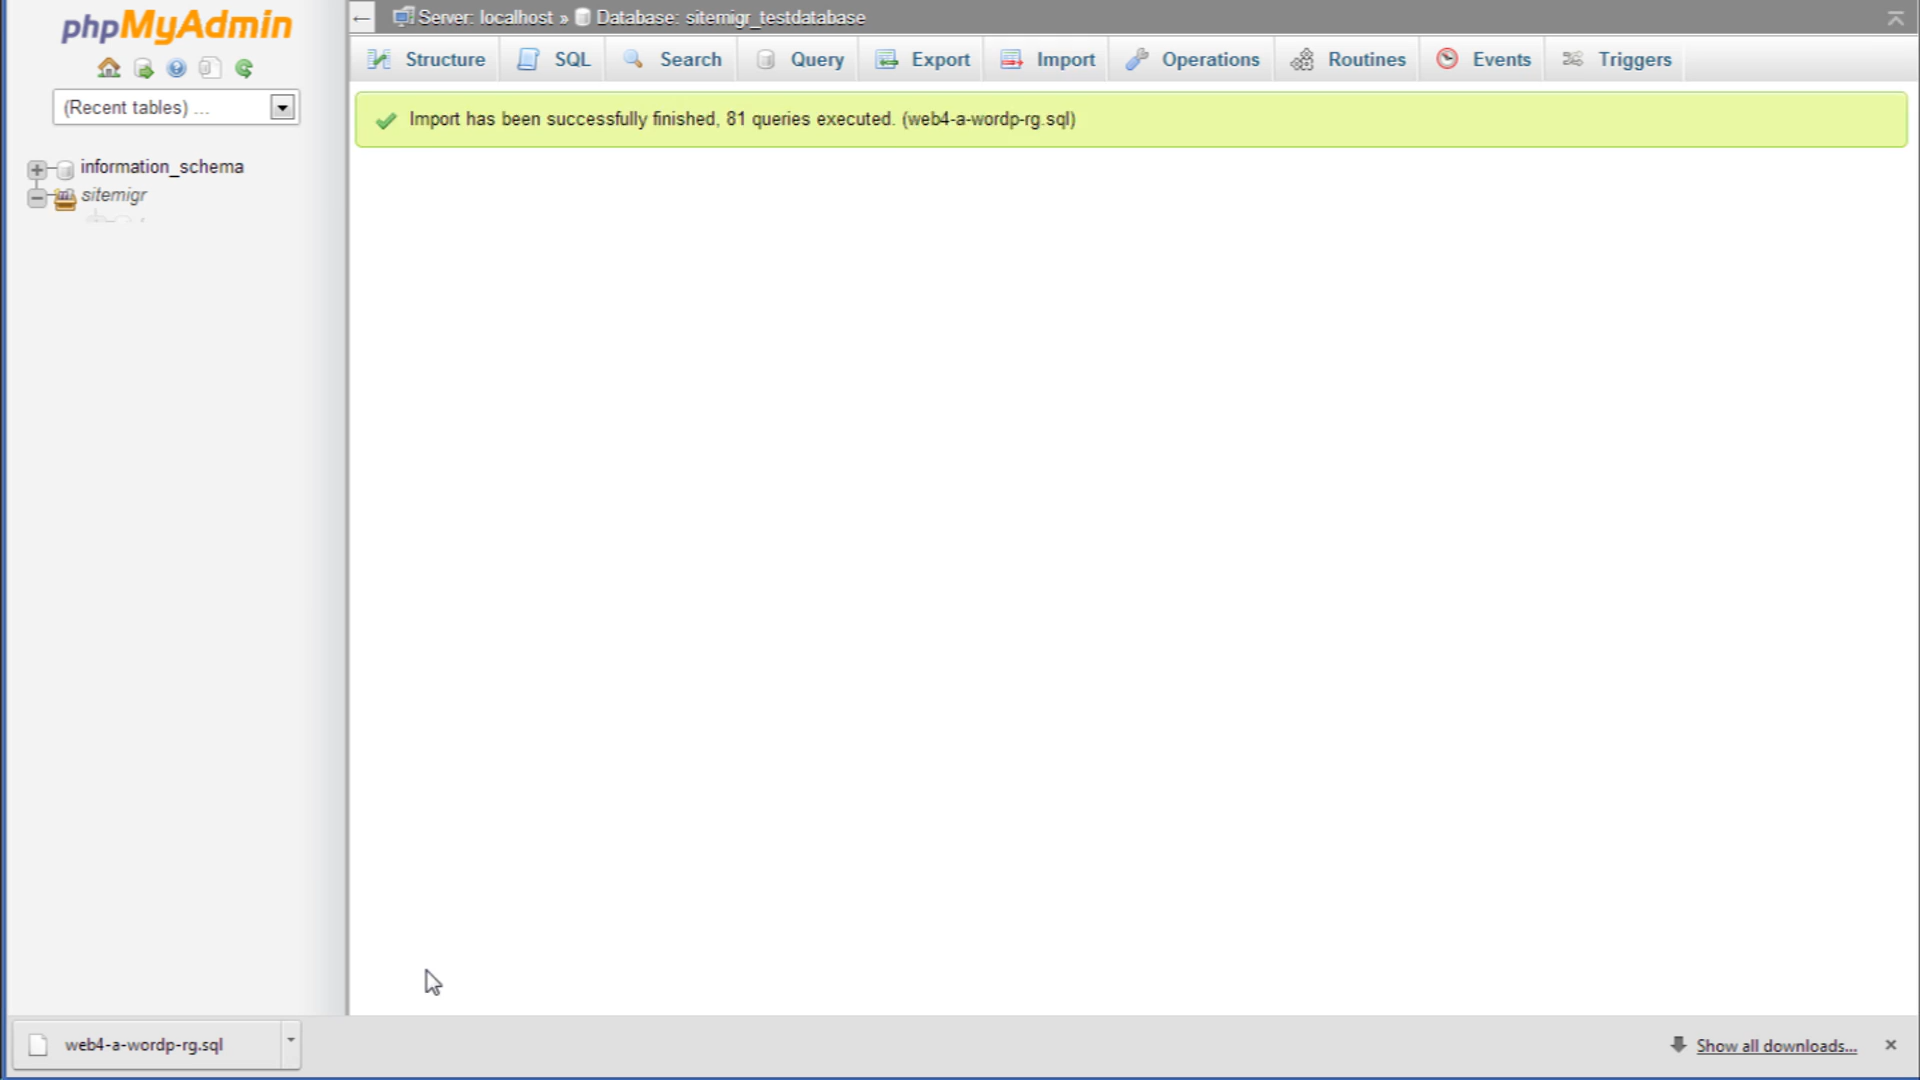 phpMyAdmin
(Recent tables) ...
information_schema
sitemigr
Server: localhost » Database: sitemigr_testdatabase
Structure SQL Search Query Export Import Operations Routines Events Triggers
Import has been successfully finished, 81 queries executed. (web4-a-wordp-rg.sql)
web4-a-wordp-rg.sql
Show all downloads...